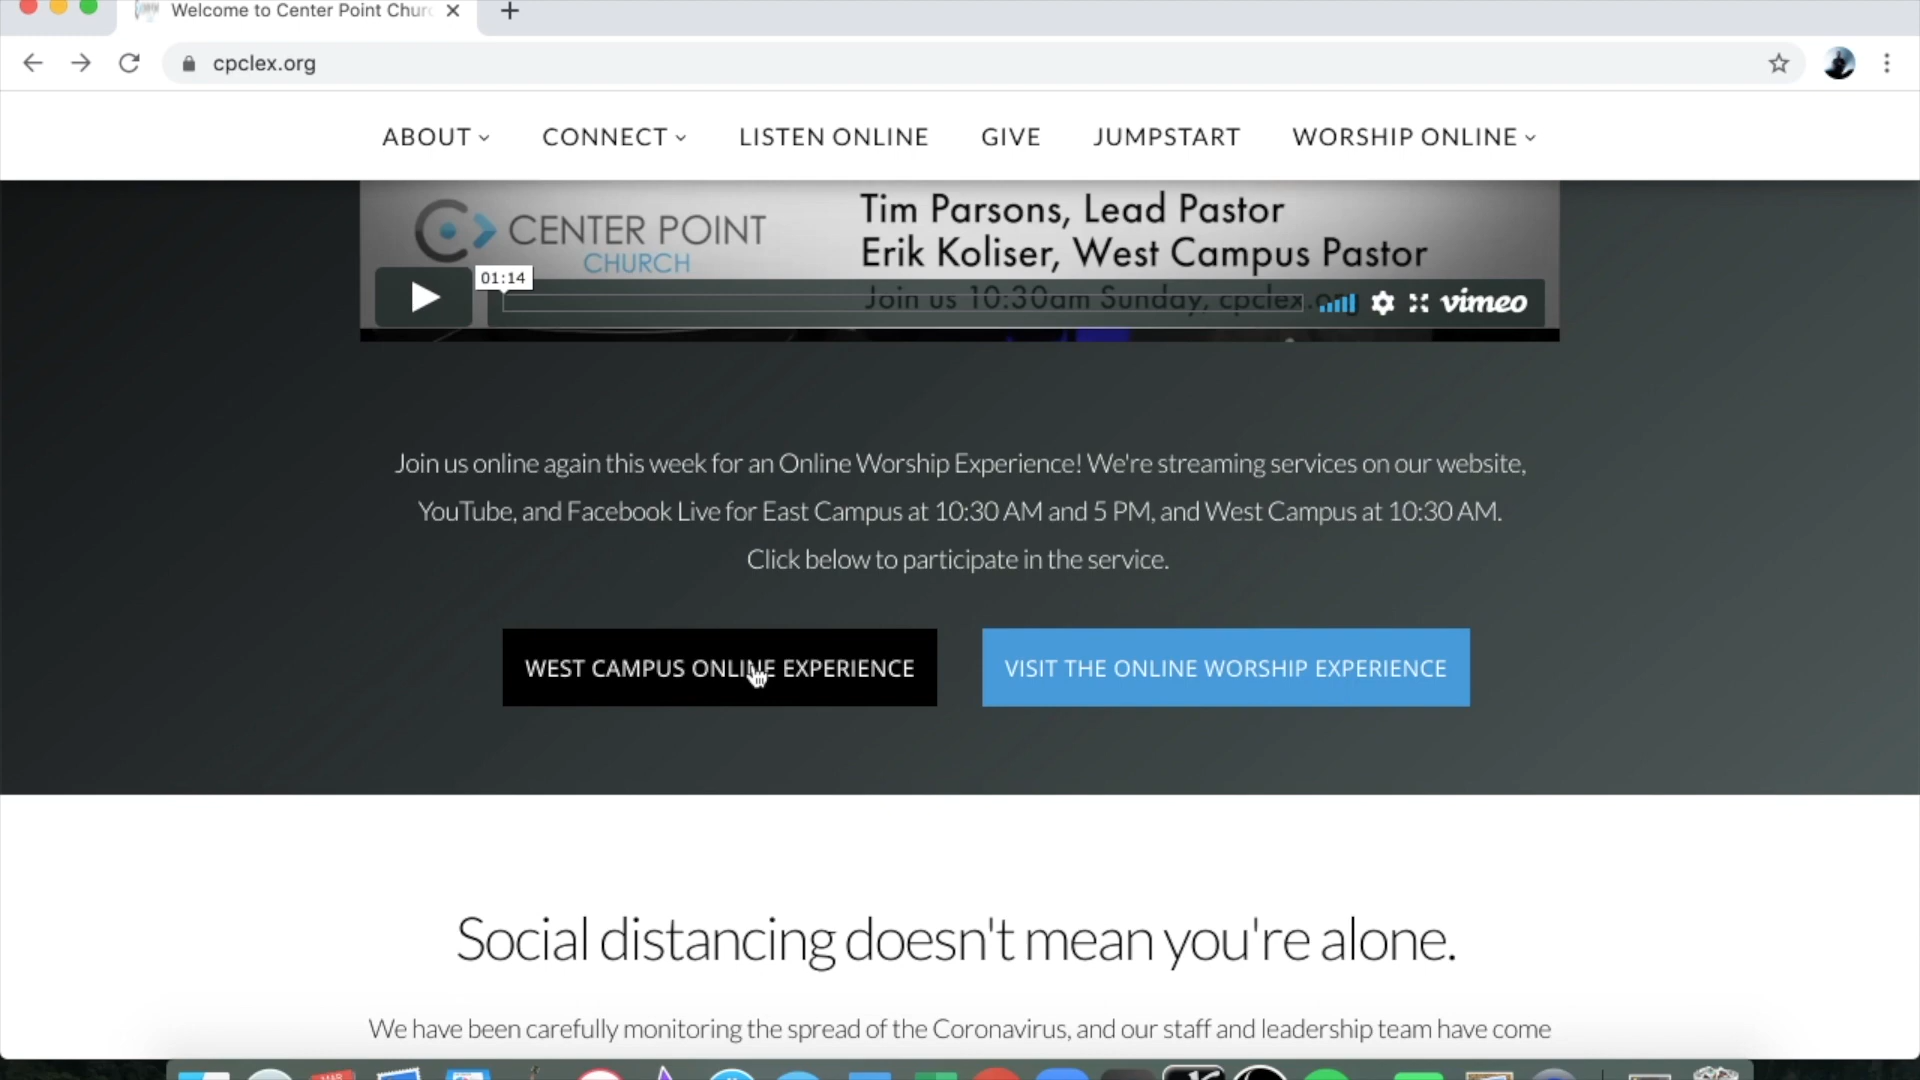 Welcome to Center Point Chur
cpclex.org
ABOUT
CONNECT
LISTEN ONLINE
GIVE
JUMPSTART
WORSHIP ONLINE
CENTER POINT
CHURCH
Tim Parsons, Lead Pastor
Erik Koliser, West Campus Pastor
Join us 10:30am Sunday, cpclex.org
01:14
vimeo
Join us online again this week for an Online Worship Experience! We're streaming services on our website,
YouTube, and Facebook Live for East Campus at 10:30 AM and 5 PM, and West Campus at 10:30 AM.
Click below to participate in the service.
WEST CAMPUS ONLINE EXPERIENCE
VISIT THE ONLINE WORSHIP EXPERIENCE
Social distancing doesn't mean you're alone.
We have been carefully monitoring the spread of the Coronavirus, and our staff and leadership team have come
MAR